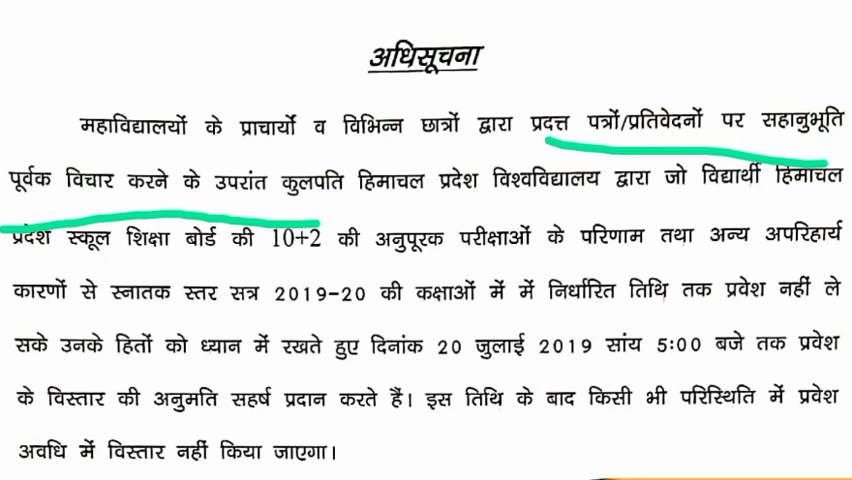 अधिसूचना
महाविद्यालयों के प्राचार्यो व विभिन्न छात्रों द्वारा प्रदत्त पत्रों/प्रतिवेदनों पर सहानुभूति
पूर्वक विचार करने के उपरांत कुलपति हिमाचल प्रदेश विश्वविद्यालय द्वारा जो विद्यार्थी हिमाचल
प्रदेश स्कूल शिक्षा बोर्ड की 10+2 की अनुपूरक परीक्षाओं के परिणाम तथा अन्य अपरिहार्य
कारणों से स्नातक स्तर सत्र 2019-20 की कक्षाओं में में निर्धारित तिथि तक प्रवेश नहीं ले
सके उनके हितों को ध्यान में रखते हुए दिनांक 20 जुलाई 2019 सांय 5:00 बजे तक प्रवेश
के विस्तार की अनुमति सहर्ष प्रदान करते हैं। इस तिथि के बाद किसी भी परिस्थिति में प्रवेश
अवधि में विस्तार नहीं किया जाएगा।